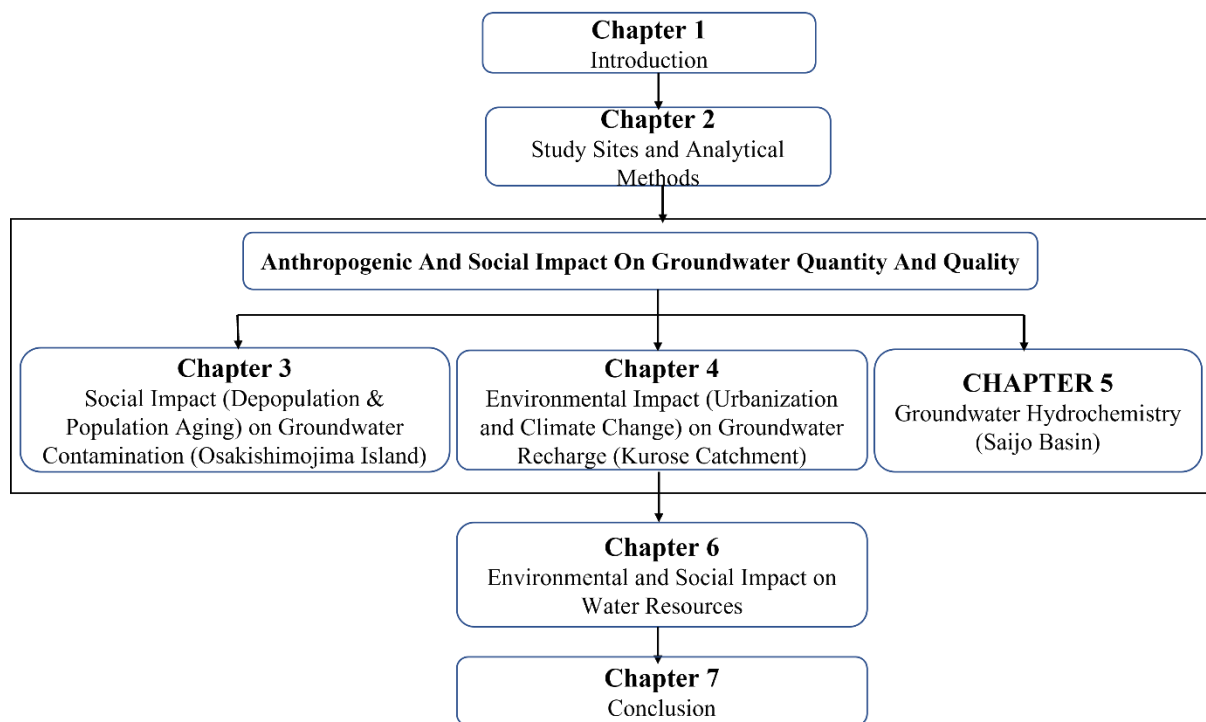 Chapter 1
Introduction
Chapter 2
Study Sites and Analytical
Methods
Anthropogenic And Social Impact On Groundwater Quantity And Quality
Chapter 3
Social Impact (Depopulation &
Population Aging) on Groundwater
Contamination (Osakishimojima Island)
Chapter 4
Environmental Impact (Urbanization
and Climate Change) on Groundwater
Recharge (Kurose Catchment)
CHAPTER 5
Groundwater Hydrochemistry
(Saijo Basin)
Chapter 6
Environmental and Social Impact on
Water Resources
Chapter 7
Conclusion